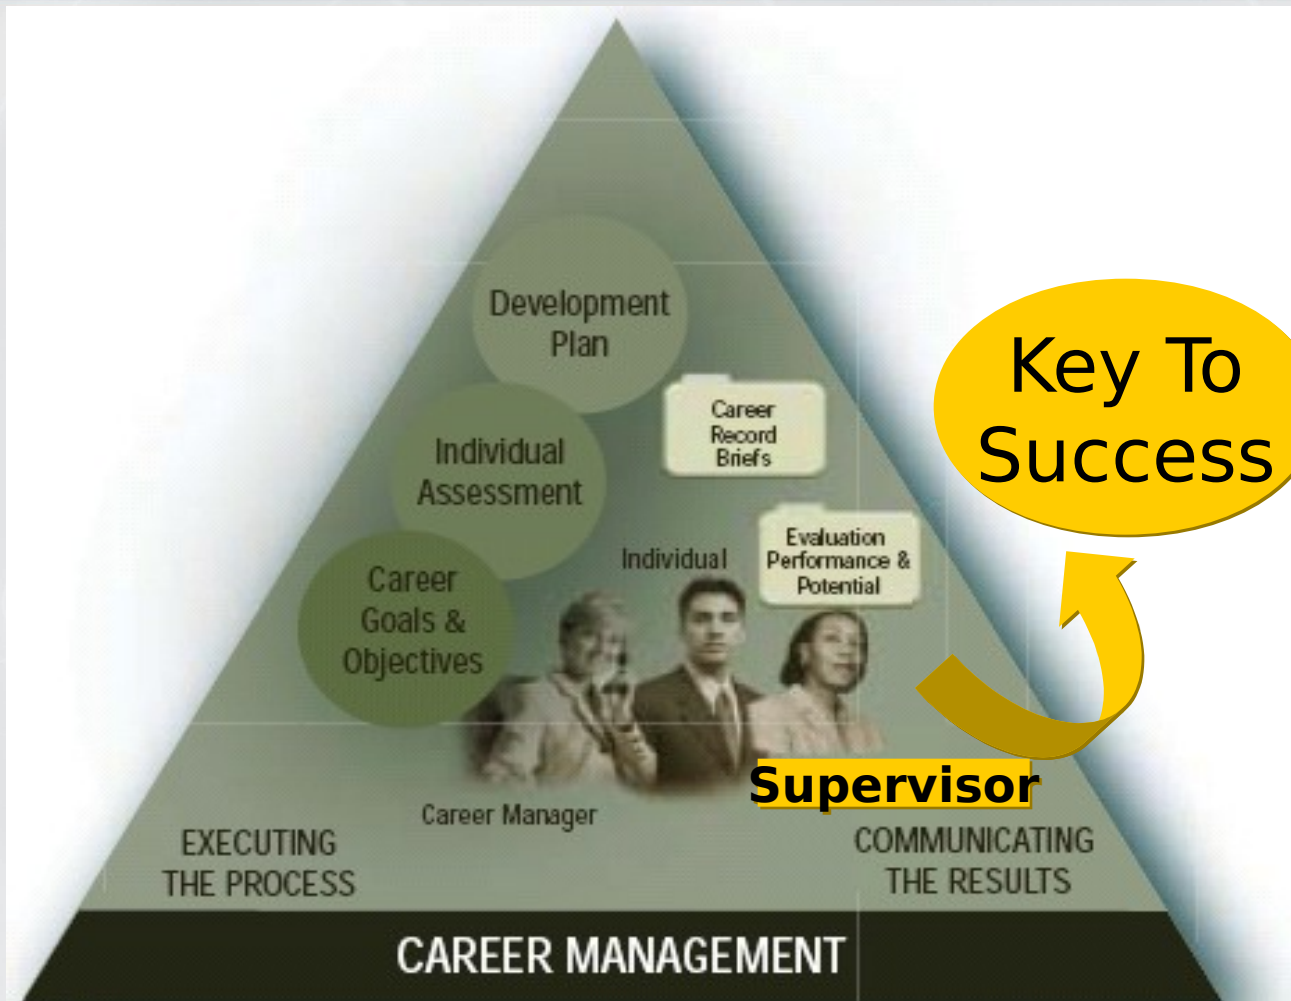 Development
Plan
Career
Record
Briefs
Key To
Success
Individual
Assessment
Evaluation
Performance &
Potential
Individual
Career
Goals &
Objectives
Supervisor
Career Manager
EXECUTING
THE PROCESS
COMMUNICATING
THE RESULTS
CAREER MANAGEMENT